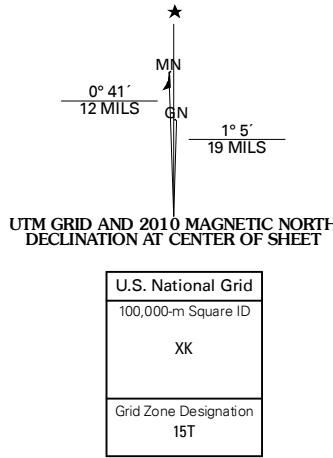 ★
MN
0° 41´
12 MILS
GN
1° 5´
19 MILS
UTM GRID AND 2010 MAGNETIC NORTH
DECLINATION AT CENTER OF SHEET
U.S. National Grid
100,000-m Square ID
XK
Grid Zone Designation
15T